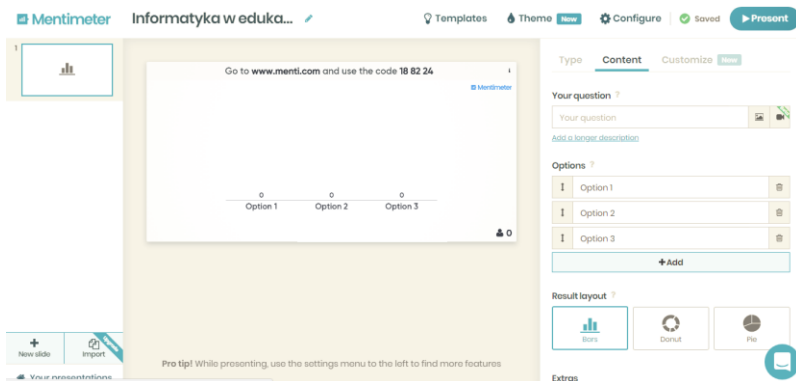 Mentimeter
Informatyka w eduka...
Templates
Theme New
Configure
Saved
Present
1
Go to www.menti.com and use the code 18 82 24
Mentimeter
0 0 0
Option 1 Option 2 Option 3
0
New slide
Import
Your presentations
Pro tip! While presenting, use the settings menu to the left to find more features
Type Content Customize New
Your question ?
Your question
Add a longer description
Options ?
Option 1
Option 2
Option 3
+Add
Result layout ?
Bars Donut Pie
Extras